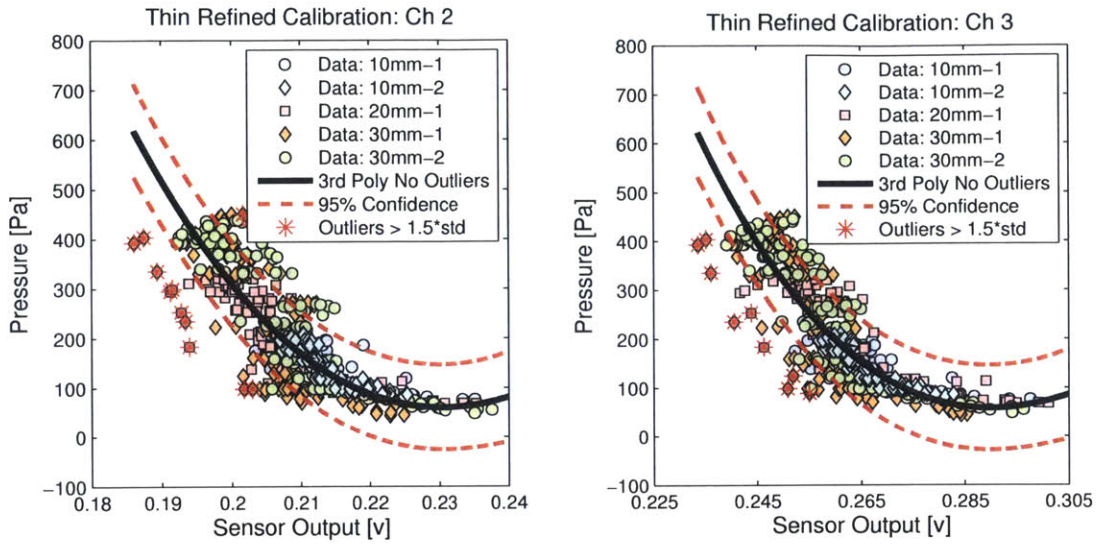 Thin Refined Calibration: Ch 2
800
700
600
500
400
300
200
100
0
−100
Pressure [Pa]
0.18
0.19
0.2
0.21
0.22
0.23
0.24
Sensor Output [v]
Data: 10mm−1
Data: 10mm−2
Data: 20mm−1
Data: 30mm−1
Data: 30mm−2
3rd Poly No Outliers
95% Confidence
Outliers > 1.5*std
Thin Refined Calibration: Ch 3
800
700
600
500
400
300
200
100
0
−100
Pressure [Pa]
0.225
0.245
0.265
0.285
0.305
Sensor Output [v]
Data: 10mm−1
Data: 10mm−2
Data: 20mm−1
Data: 30mm−1
Data: 30mm−2
3rd Poly No Outliers
95% Confidence
Outliers > 1.5*std